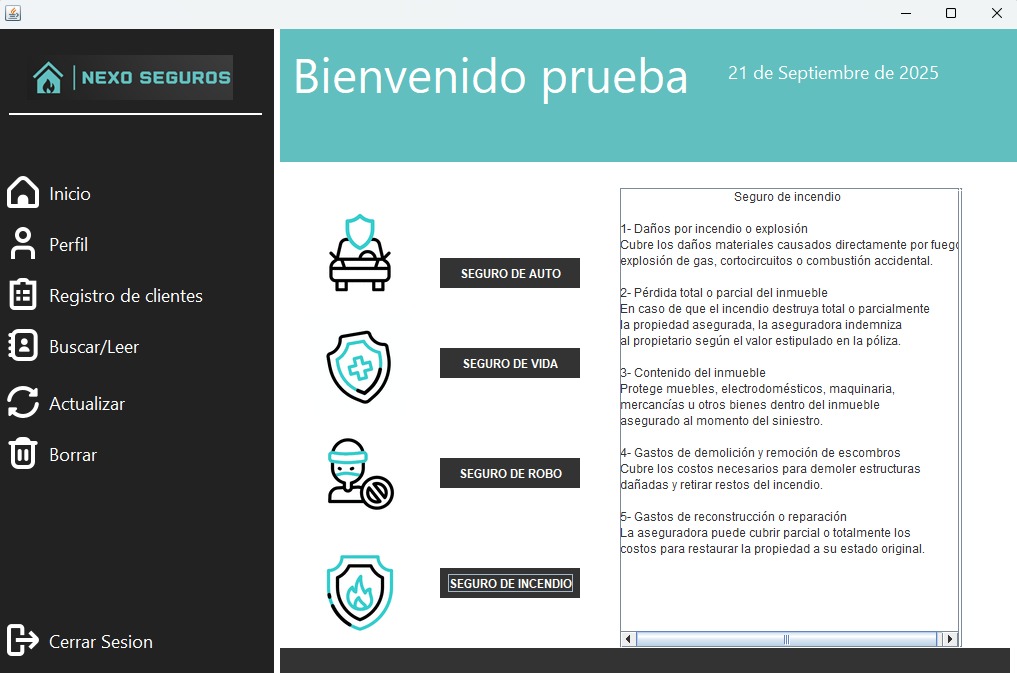 NEXO SEGUROS
Bienvenido prueba
21 de Septiembre de 2025
Inicio
Perfil
Registro de clientes
Buscar/Leer
Actualizar
Borrar
Cerrar Sesion
SEGURO DE AUTO
SEGURO DE VIDA
SEGURO DE ROBO
SEGURO DE INCENDIO
Seguro de incendio
1- Daños por incendio o explosión
Cubre los daños materiales causados directamente por fuego
explosión de gas, cortocircuitos o combustión accidental.
2- Pérdida total o parcial del inmueble
En caso de que el incendio destruya total o parcialmente
la propiedad asegurada, la aseguradora indemniza
al propietario según el valor estipulado en la póliza.
3- Contenido del inmueble
Protege muebles, electrodomésticos, maquinaria,
mercancías u otros bienes dentro del inmueble
asegurado al momento del siniestro.
4- Gastos de demolición y remoción de escombros
Cubre los costos necesarios para demoler estructuras
dañadas y retirar restos del incendio.
5- Gastos de reconstrucción o reparación
La aseguradora puede cubrir parcial o totalmente los
costos para restaurar la propiedad a su estado original.